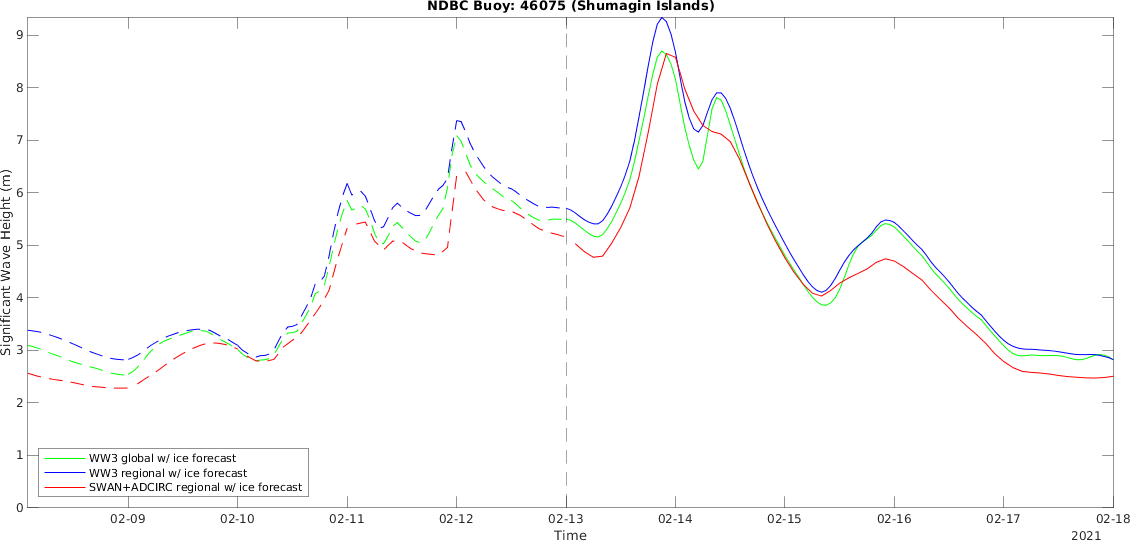 NDBC Buoy: 46075 (Shumagin Islands)
Significant Wave Height (m)
9
8
7
6
5
4
3
2
1
0
WW3 global w/ ice forecast
WW3 regional w/ ice forecast
SWAN+ADCIRC regional w/ ice forecast
02-09 02-10 02-11 02-12 02-13 02-14 02-15 02-16 02-17 02-18
Time
2021